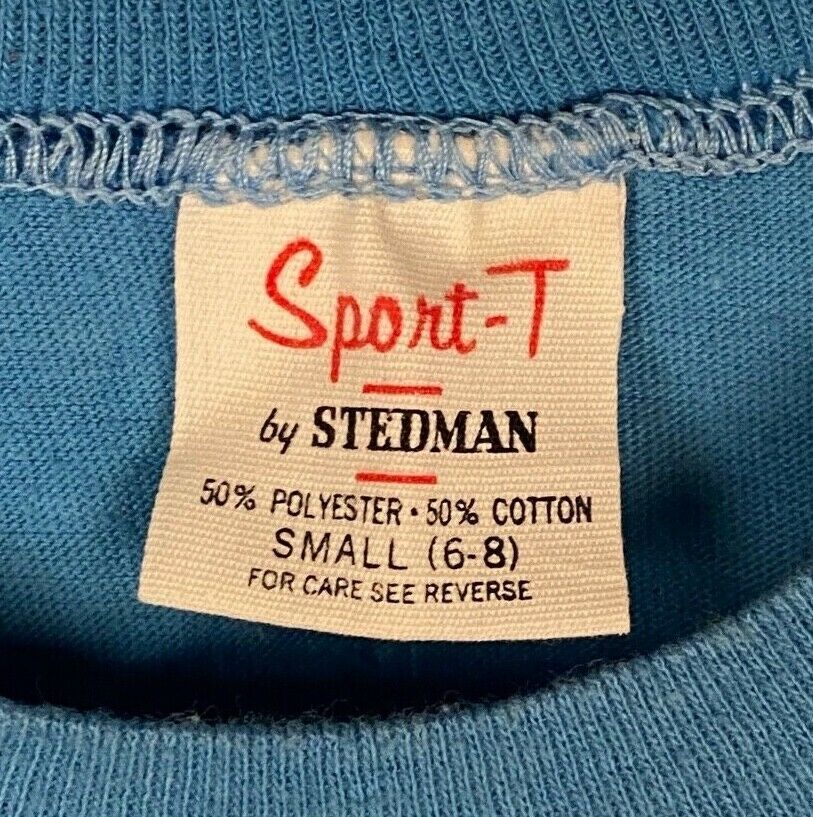 Sport-T
by STEDMAN
50% POLYESTER · 50% COTTON
SMALL (6-8)
FOR CARE SEE REVERSE